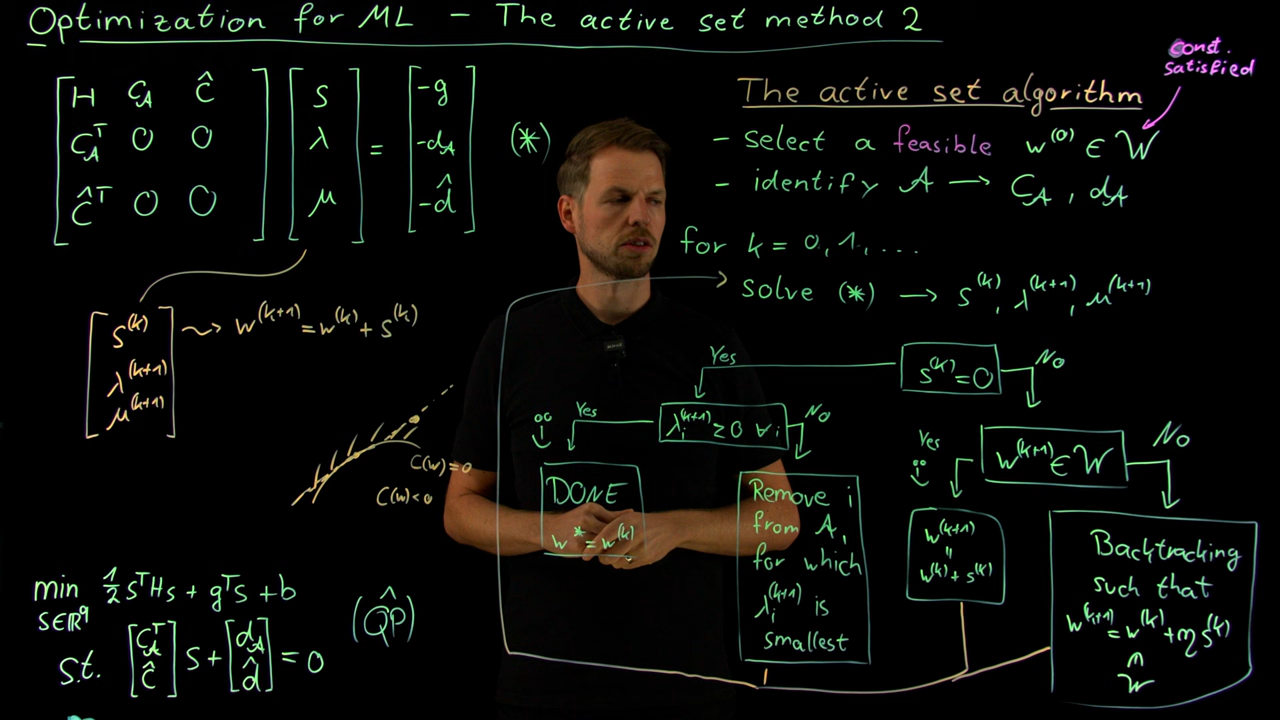 Optimization for ML – The active set method 2
const.
satisfied
[H C_A Ĉ; C_A^T 0 0; Ĉ^T 0 0] [s; λ; μ] = [-g; -d_A; -d̂] (*)
The active set algorithm
- select a feasible w^(0) ∈ W
- identify A → C_A, d_A
for k = 0, 1, ...
solve (*) → s^(k), λ^(k+1), μ^(k+1)
[s^(k); λ^(k+1); μ^(k+1)] ⇝ w^(k+1) = w^(k) + s^(k)
C(w)=0
C(w)<0
s^(k)=0
Yes
No
λ_i^(k+1) ≥ 0 ∀i
Yes
No
w^(k+1) ∈ W
Yes
No
DONE
w* = w^(k)
Remove i
from A,
for which
λ_i^(k+1) is
smallest
w^(k+1)
=
w^(k) + s^(k)
Backtracking
such that
w^(k+1) = w^(k) + η s^(k)
∈
W
min 1/2 s^T H s + g^T s + b
s∈ℝ^q
s.t. [C_A^T; Ĉ] s + [d_A; d̂] = 0
(Q̂P)